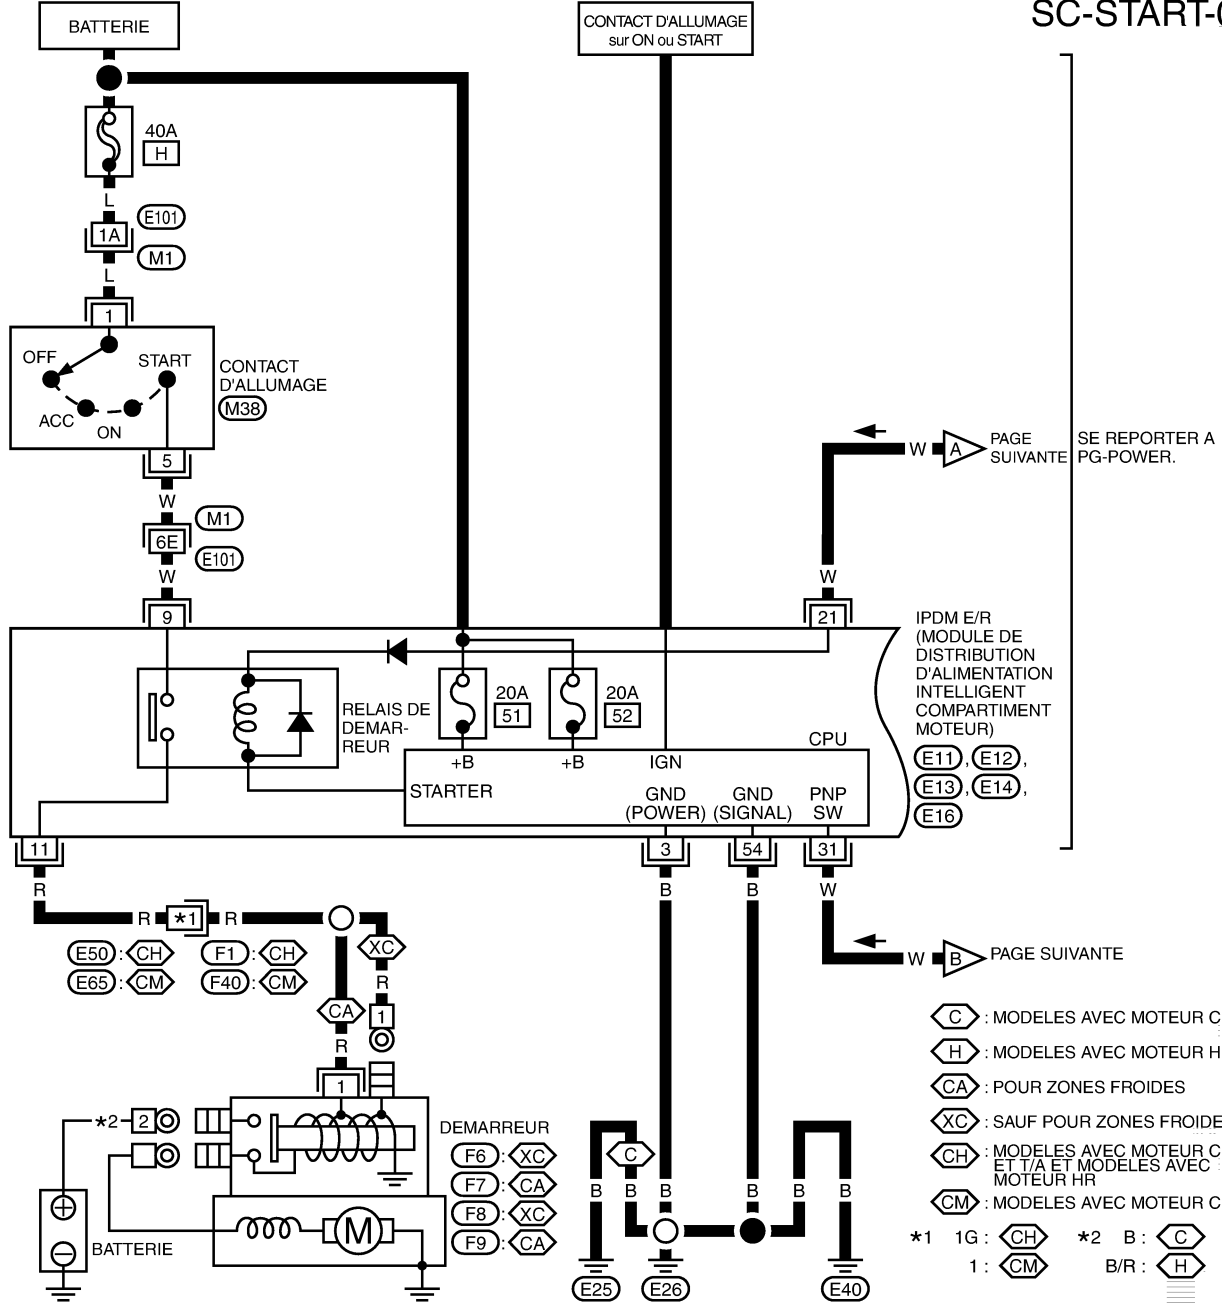 SC-START-
BATTERIE
CONTACT D'ALLUMAGE
sur ON ou START
40A
H
L
E101
1A
M1
L
1
OFF
START
ACC
ON
CONTACT
D'ALLUMAGE
M38
5
W
M1
6E
E101
W
9
W
A
PAGE
SUIVANTE
SE REPORTER A
PG-POWER.
W
21
IPDM E/R
(MODULE DE
DISTRIBUTION
D'ALIMENTATION
INTELLIGENT
COMPARTIMENT
MOTEUR)
E11 , E12 ,
E13 , E14 ,
E16
RELAIS DE
DEMAR-
REUR
20A
51
20A
52
CPU
+B
+B
IGN
STARTER
GND
(POWER)
GND
(SIGNAL)
PNP
SW
11
3
54
31
R
B
B
W
R
*1
R
XC
E50 : CH
F1 : CH
E65 : CM
F40 : CM
W
B
PAGE SUIVANTE
R
CA
1
R
1
C : MODELES AVEC MOTEUR C
H : MODELES AVEC MOTEUR H
CA : POUR ZONES FROIDES
XC : SAUF POUR ZONES FROIDE
CH : MODELES AVEC MOTEUR C
ET T/A ET MODELES AVEC
MOTEUR HR
CM : MODELES AVEC MOTEUR C
*1 1G : CH
1 : CM
*2 B : C
B/R : H
*2
2
DEMARREUR
F6 : XC
F7 : CA
F8 : XC
F9 : CA
M
BATTERIE
C
B
B
B
B
B
B
E25
E26
E40